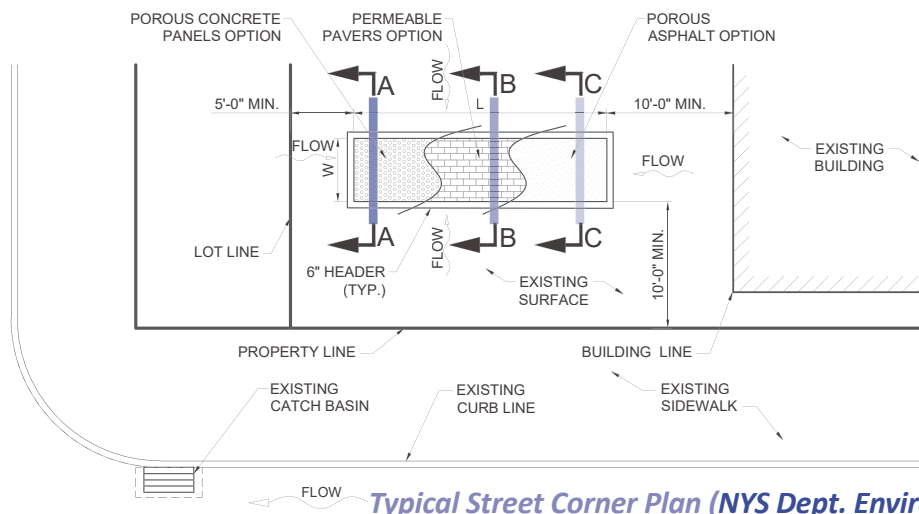 POROUS CONCRETE
PANELS OPTION
PERMEABLE
PAVERS OPTION
POROUS
ASPHALT OPTION
A
B
C
FLOW
5'-0" MIN.
L
10'-0" MIN.
FLOW
W
FLOW
EXISTING
BUILDING
A
B
C
LOT LINE
6" HEADER
(TYP.)
FLOW
EXISTING
SURFACE
10'-0" MIN.
PROPERTY LINE
BUILDING LINE
EXISTING
CATCH BASIN
EXISTING
CURB LINE
EXISTING
SIDEWALK
FLOW
Typical Street Corner Plan (NYS Dept. Envir